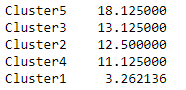 Cluster5    18.125000
Cluster3    13.125000
Cluster2    12.500000
Cluster4    11.125000
Cluster1     3.262136